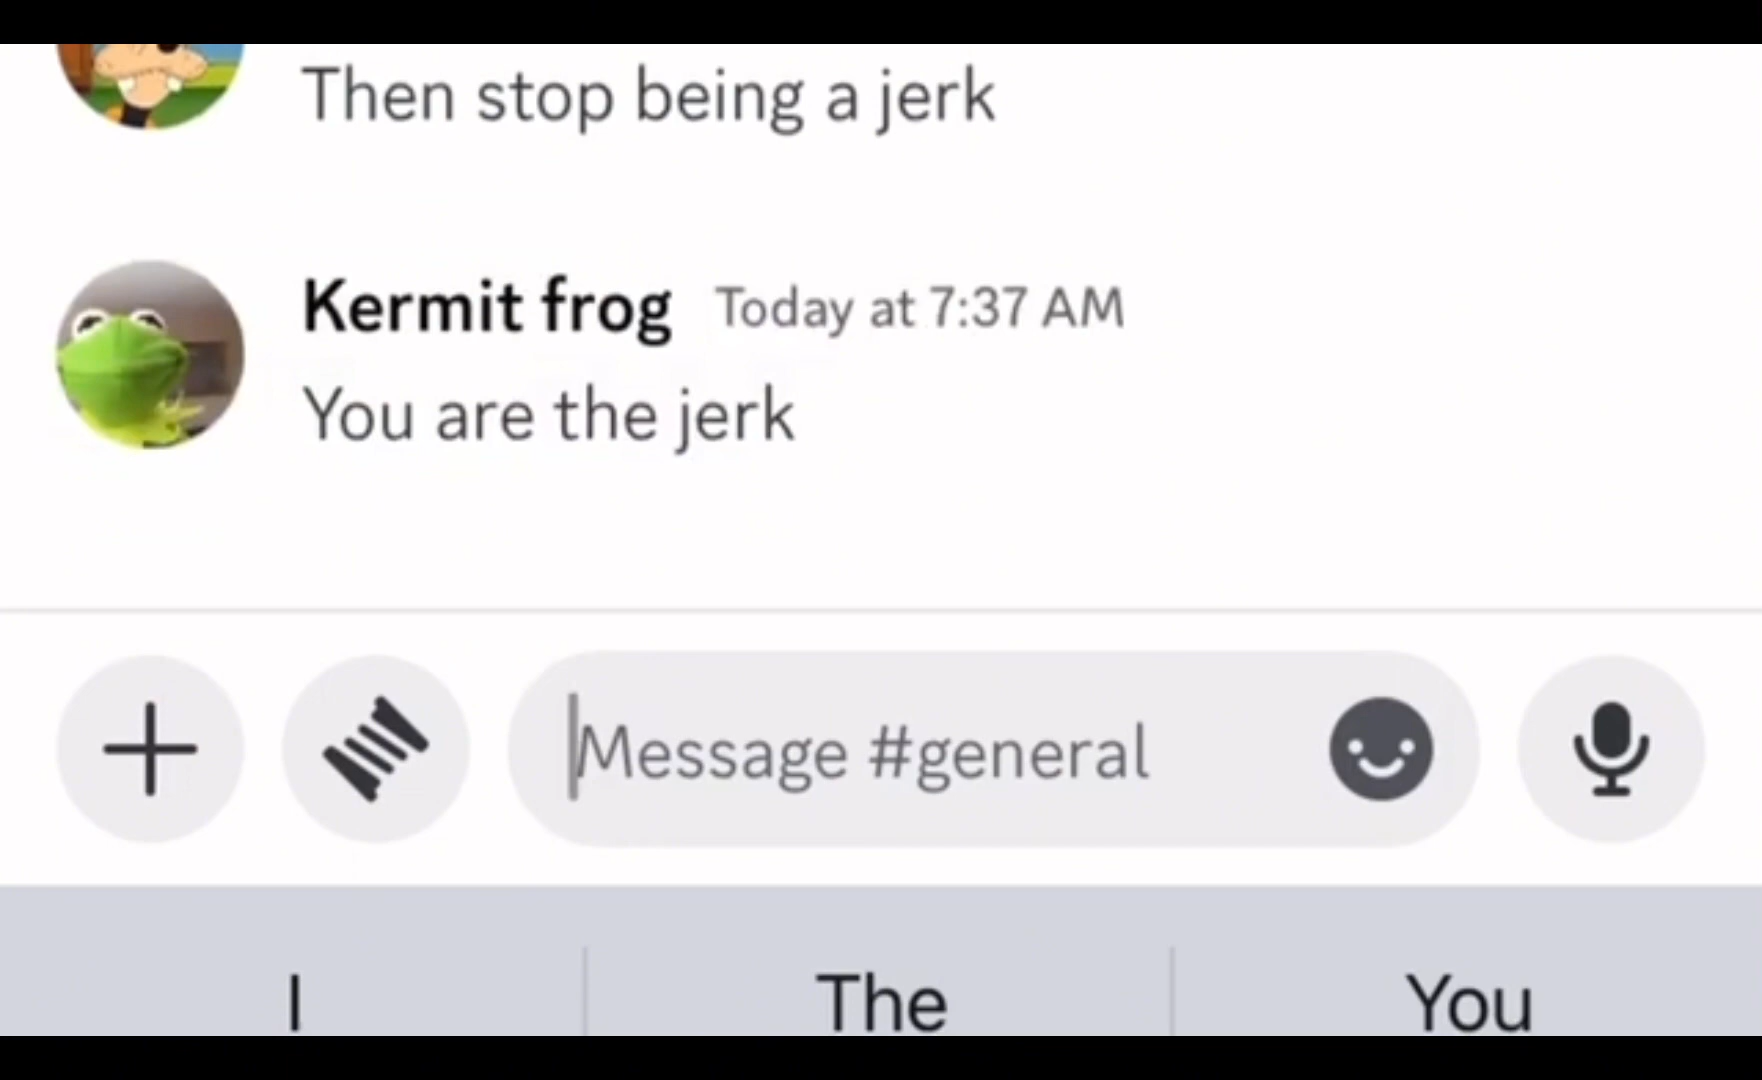 Then stop being a jerk
Kermit frog Today at 7:37 AM
You are the jerk
Message #general
I The You